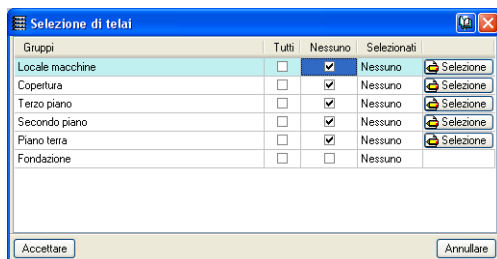 Selezione di telai
Gruppi Tutti Nessuno Selezionati
Locale macchine Nessuno Selezione
Copertura Nessuno Selezione
Terzo piano Nessuno Selezione
Secondo piano Nessuno Selezione
Piano terra Nessuno Selezione
Fondazione Nessuno
Accettare Annullare